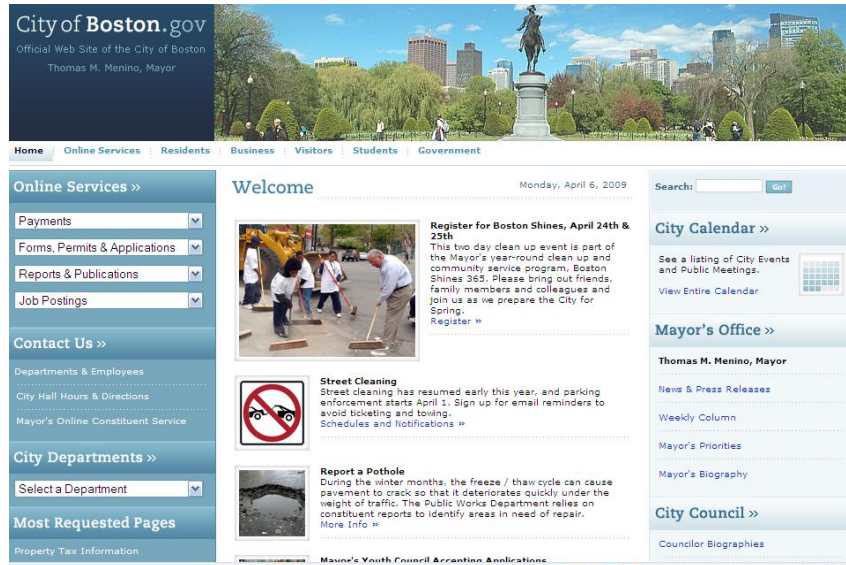 City of Boston.gov
Official Web Site of the City of Boston
Thomas M. Menino, Mayor
Home
Online Services
Residents
Business
Visitors
Students
Government
Online Services »
Payments
Forms, Permits & Applications
Reports & Publications
Job Postings
Contact Us »
Departments & Employees
City Hall Hours & Directions
Mayor's Online Constituent Service
City Departments »
Select a Department
Most Requested Pages
Property Tax Information
Welcome
Monday, April 6, 2009
Register for Boston Shines, April 24th &
25th
This two day clean up event is part of
the Mayor's year-round clean up and
community service program, Boston
Shines 365. Please bring out friends,
family members and colleagues and
join us as we prepare the City for
Spring.
Register »
Street Cleaning
Street cleaning has resumed early this year, and parking
enforcement starts April 1. Sign up for email reminders to
avoid ticketing and towing.
Schedules and Notifications »
Report a Pothole
During the winter months, the freeze / thaw cycle can cause
pavement to crack so that it deteriorates quickly under the
weight of traffic. The Public Works Department relies on
constituent reports to identify areas in need of repair.
More Info »
Mayor's Youth Council Accepting Applications
Search:
Go!
City Calendar »
See a listing of City Events
and Public Meetings.
View Entire Calendar
Mayor's Office »
Thomas M. Menino, Mayor
News & Press Releases
Weekly Column
Mayor's Priorities
Mayor's Biography
City Council »
Councilor Biographies